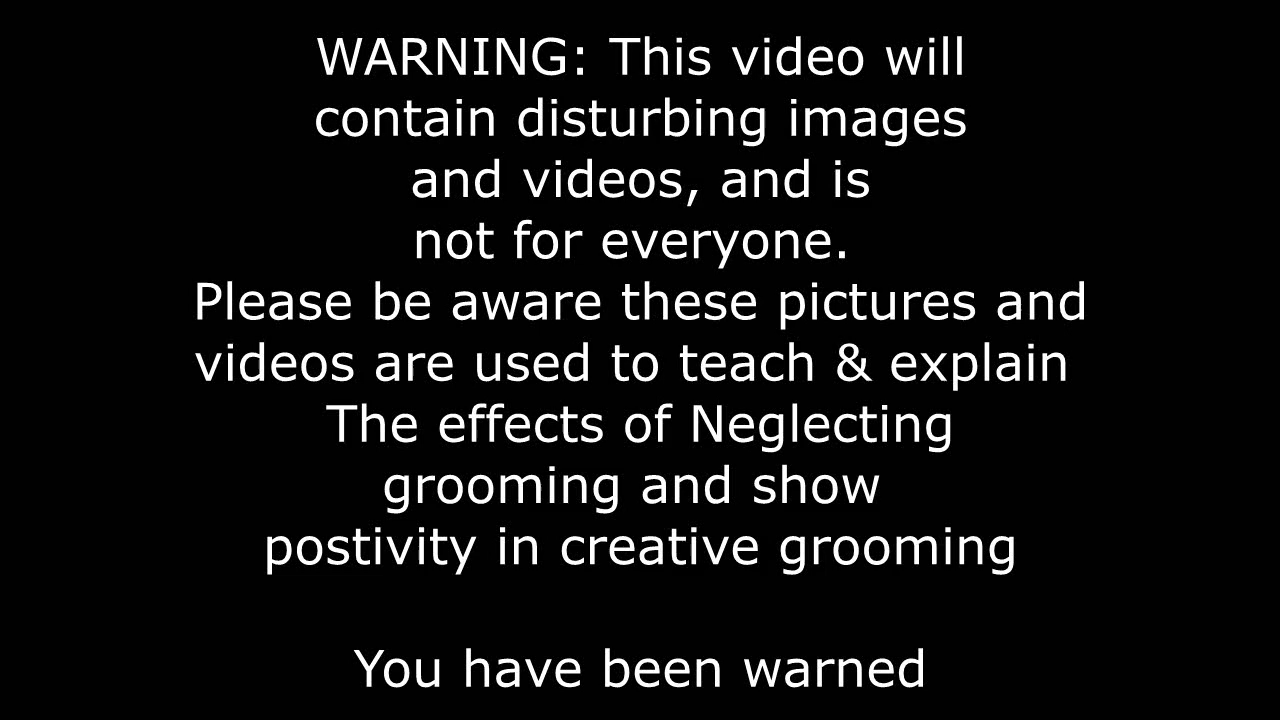 WARNING: This video will
contain disturbing images
and videos, and is
not for everyone.
Please be aware these pictures and
videos are used to teach & explain
The effects of Neglecting
grooming and show
postivity in creative grooming
You have been warned